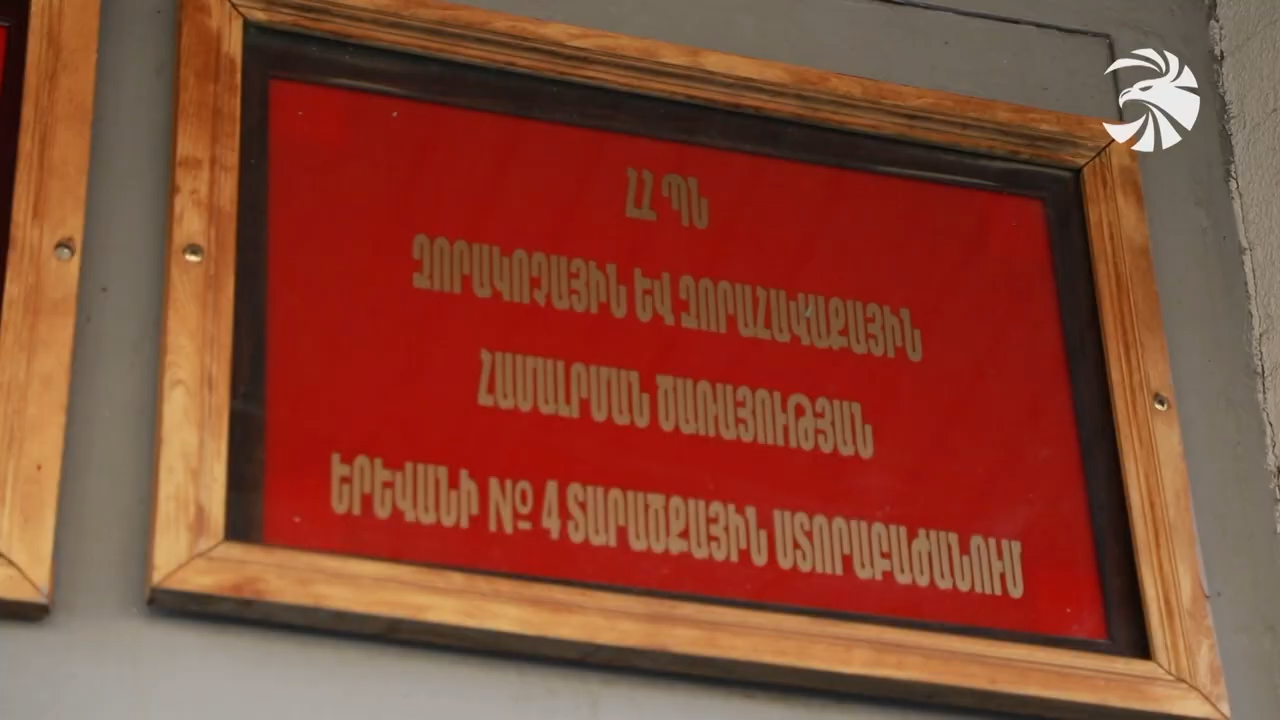 ՀՀ ՊՆ
ԶՈՐԱԿՈՉԱՅԻՆ ԵՎ ԶՈՐԱՀԱՎԱՔԱՅԻՆ
ՀԱՄԱԼՐՄԱՆ ԾԱՌԱՅՈՒԹՅԱՆ
ԵՐԵՎԱՆԻ № 4 ՏԱՐԱԾՔԱՅԻՆ ՍՏՈՐԱԲԱԺԱՆՈՒՄ